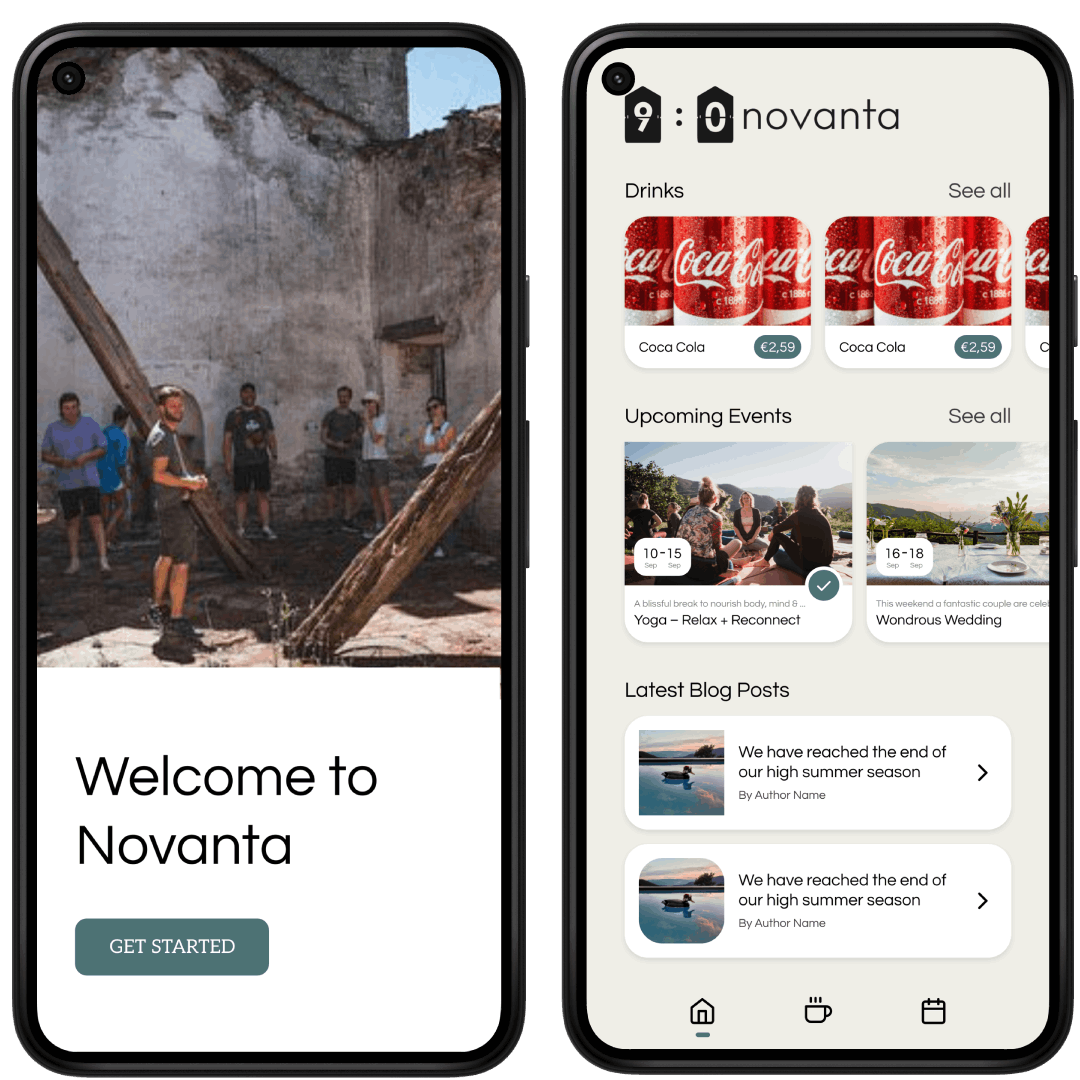 Welcome to
Novanta
GET STARTED
9:0 novanta
Drinks See all
Coca Cola €2,59
Coca Cola €2,59
C
Upcoming Events See all
10-15
Sep Sep
A blissful break to nourish body, mind & ...
Yoga – Relax + Reconnect
16-18
Sep Sep
This weekend a fantastic couple are celeb
Wondrous Wedding
Latest Blog Posts
We have reached the end of
our high summer season
By Author Name
We have reached the end of
our high summer season
By Author Name